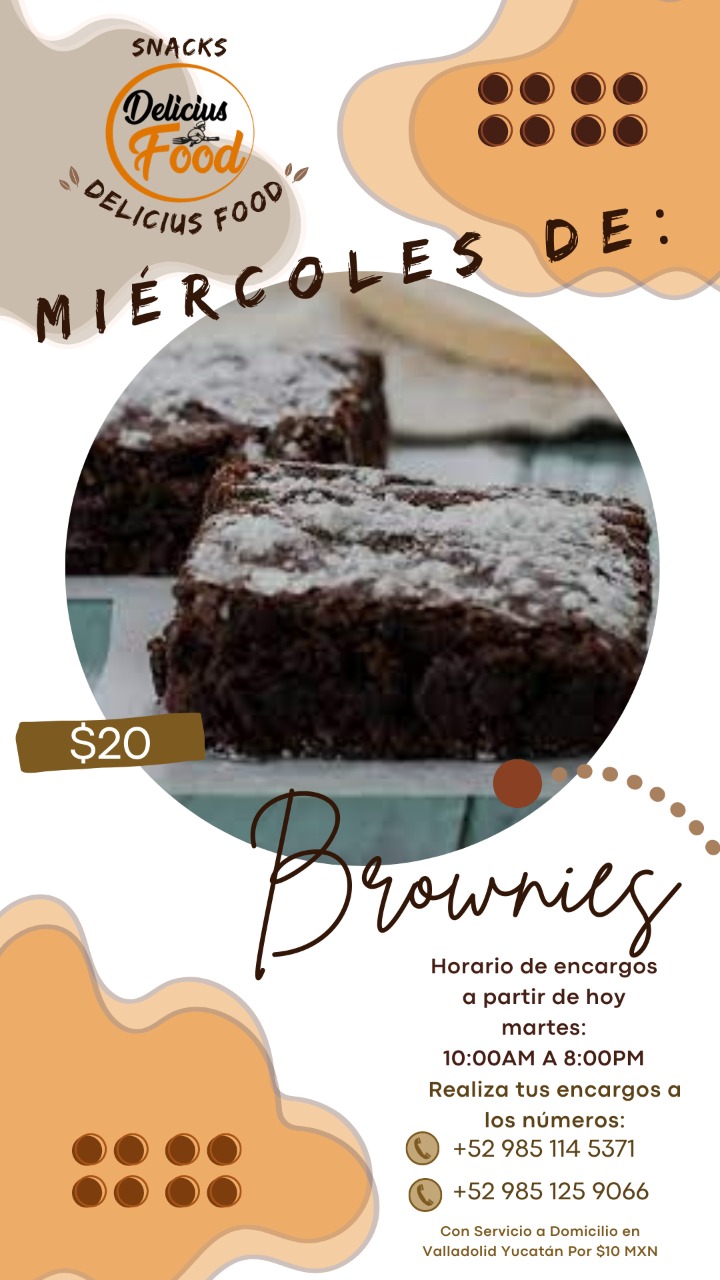 SNACKS
Delicius
Food
DELICIUS FOOD
MIÉRCOLES DE:
$20
Brownies
Horario de encargos
a partir de hoy
martes:
10:00AM A 8:00PM
Realiza tus encargos a
los números:
+52 985 114 5371
+52 985 125 9066
Con Servicio a Domicilio en
Valladolid Yucatán Por $10 MXN